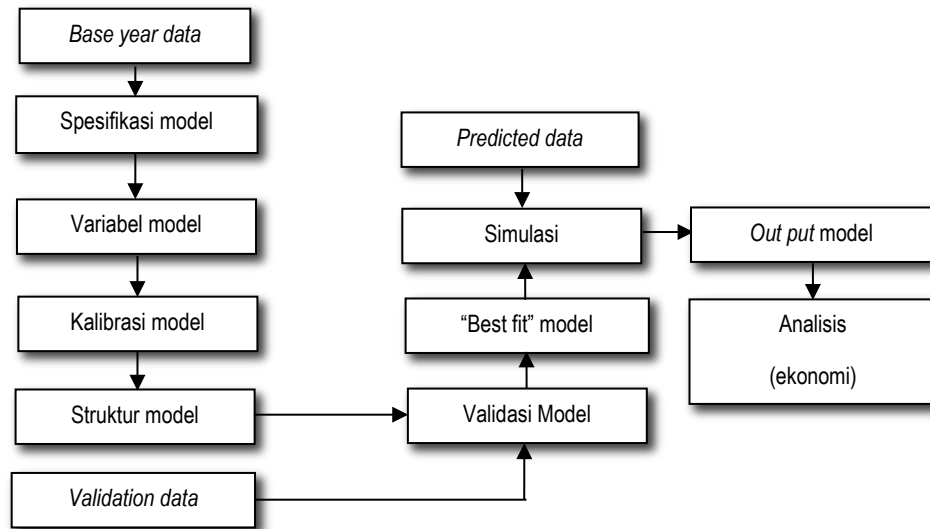 Base year data
Spesifikasi model
Variabel model
Kalibrasi model
Struktur model
Validation data
Predicted data
Simulasi
“Best fit” model
Validasi Model
Out put model
Analisis
(ekonomi)